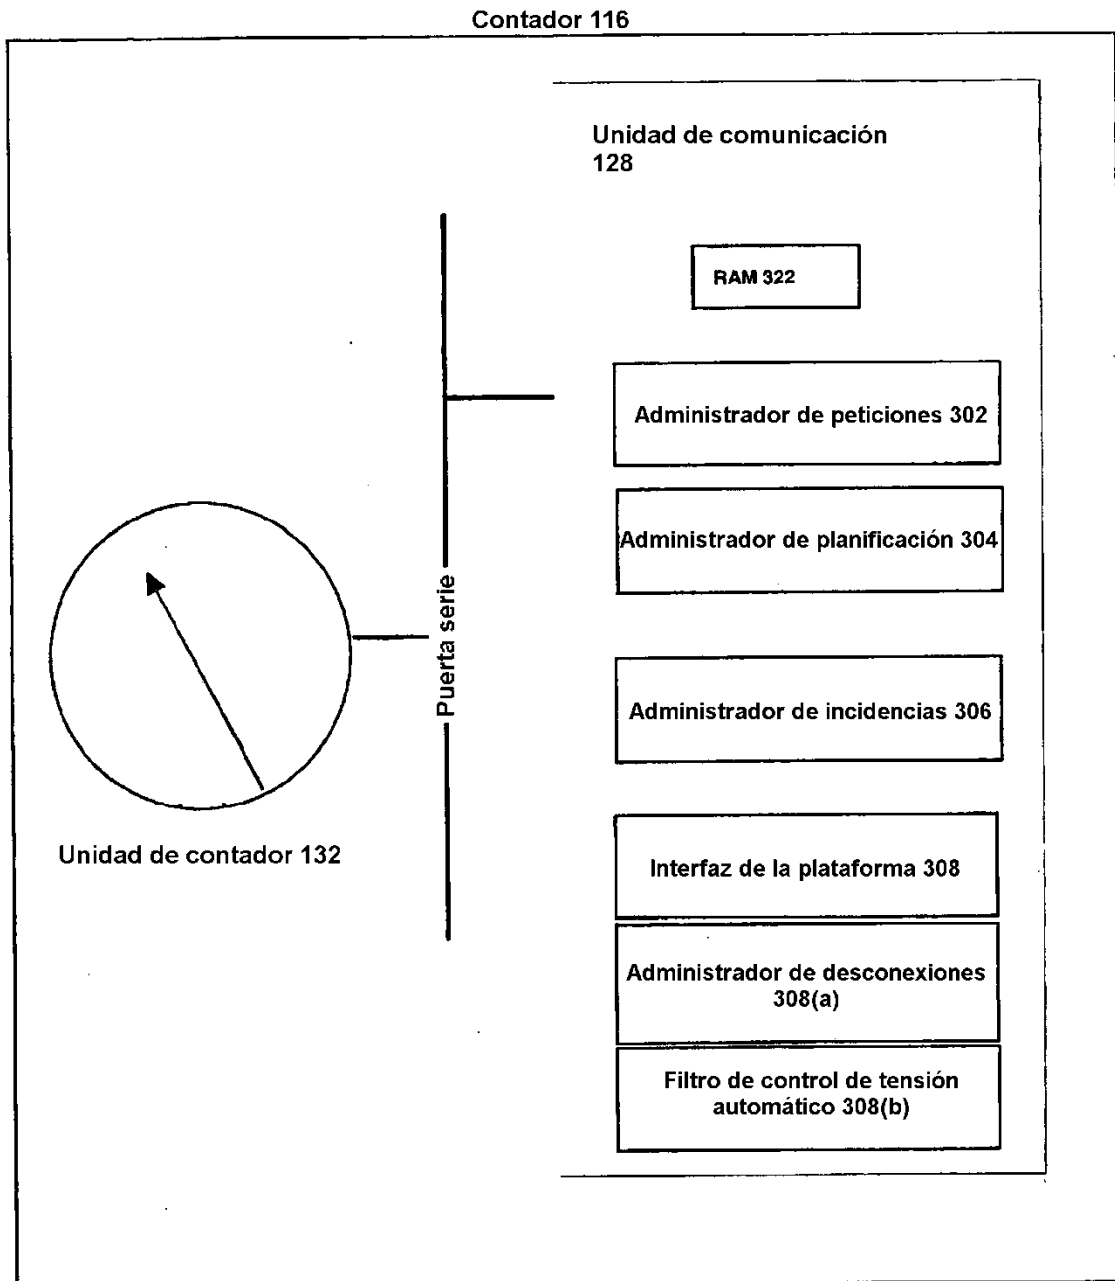 Contador 116
Unidad de comunicación
128
RAM 322
Administrador de peticiones 302
Administrador de planificación 304
Puerta serie
Administrador de incidencias 306
Unidad de contador 132
Interfaz de la plataforma 308
Administrador de desconexiones
308(a)
Filtro de control de tensión
automático 308(b)